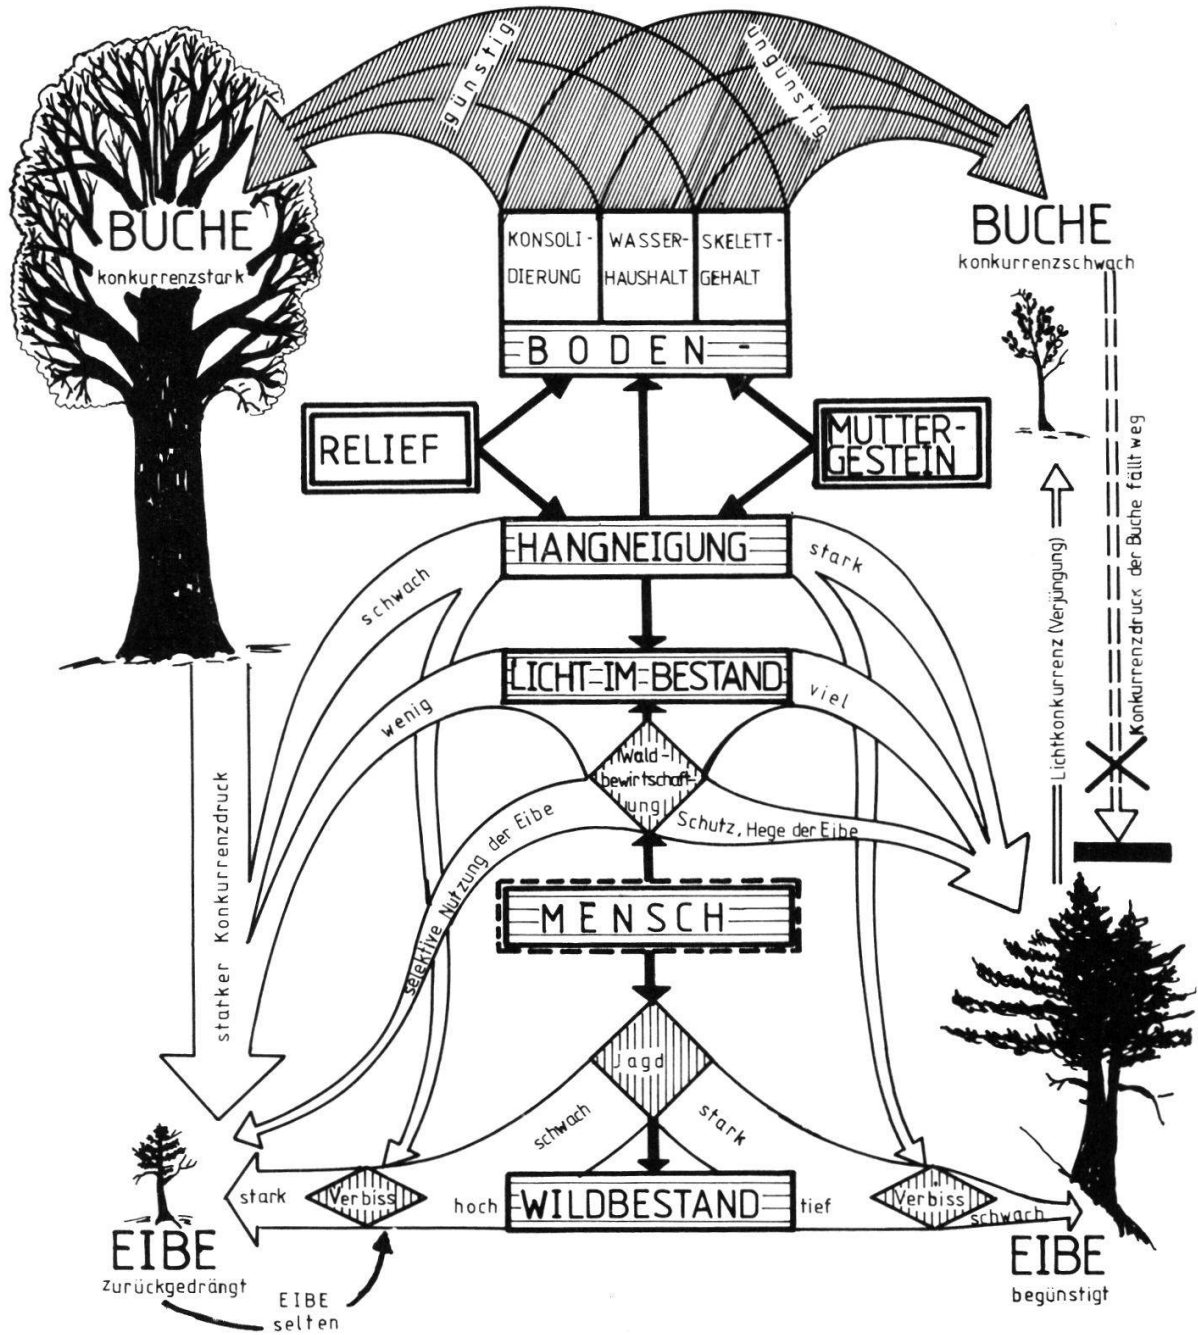 günstig
ungünstig
BUCHE
konkurrenzstark
KONSOLI-
DIERUNG
WASSER-
HAUSHALT
SKELETT-
GEHALT
BODEN-
BUCHE
konkurrenzschwach
RELIEF
MUTTER-
GESTEIN
HANGNEIGUNG
schwach
stark
LICHT IM BESTAND
wenig
viel
Wald-
bewirtschaft-
ung
selektive Nutzung der Eibe
Schutz, Hege der Eibe
starker Konkurrenzdruck
Lichtkonkurrenz (Verjüngung)
Konkurrenzdruck der Buche fällt weg
MENSCH
Jagd
schwach
stark
stark
Verbiss
hoch
WILDBESTAND
tief
Verbiss
schwach
EIBE
zurückgedrängt
EIBE
selten
EIBE
begünstigt